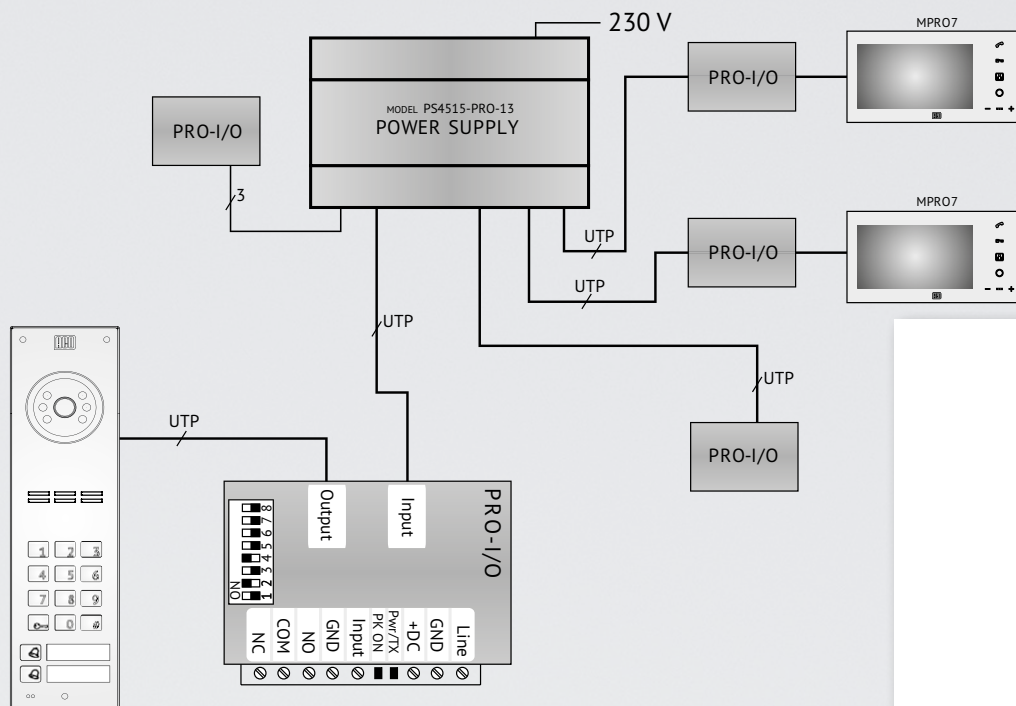 230 V
MPRO7
PRO-I/O
MODEL PS4515-PRO-13
POWER SUPPLY
PRO-I/O
3
MPRO7
PRO-I/O
UTP
UTP
UTP
UTP
PRO-I/O
UTP
Output
Input
PRO-I/O
ON
1 2 3 4 5 6 7 8
NC
COM
NO
GND
Input
PK ON
Pwr/TX
+DC
GND
Line
1 2 3
4 5 6
7 8 9
0